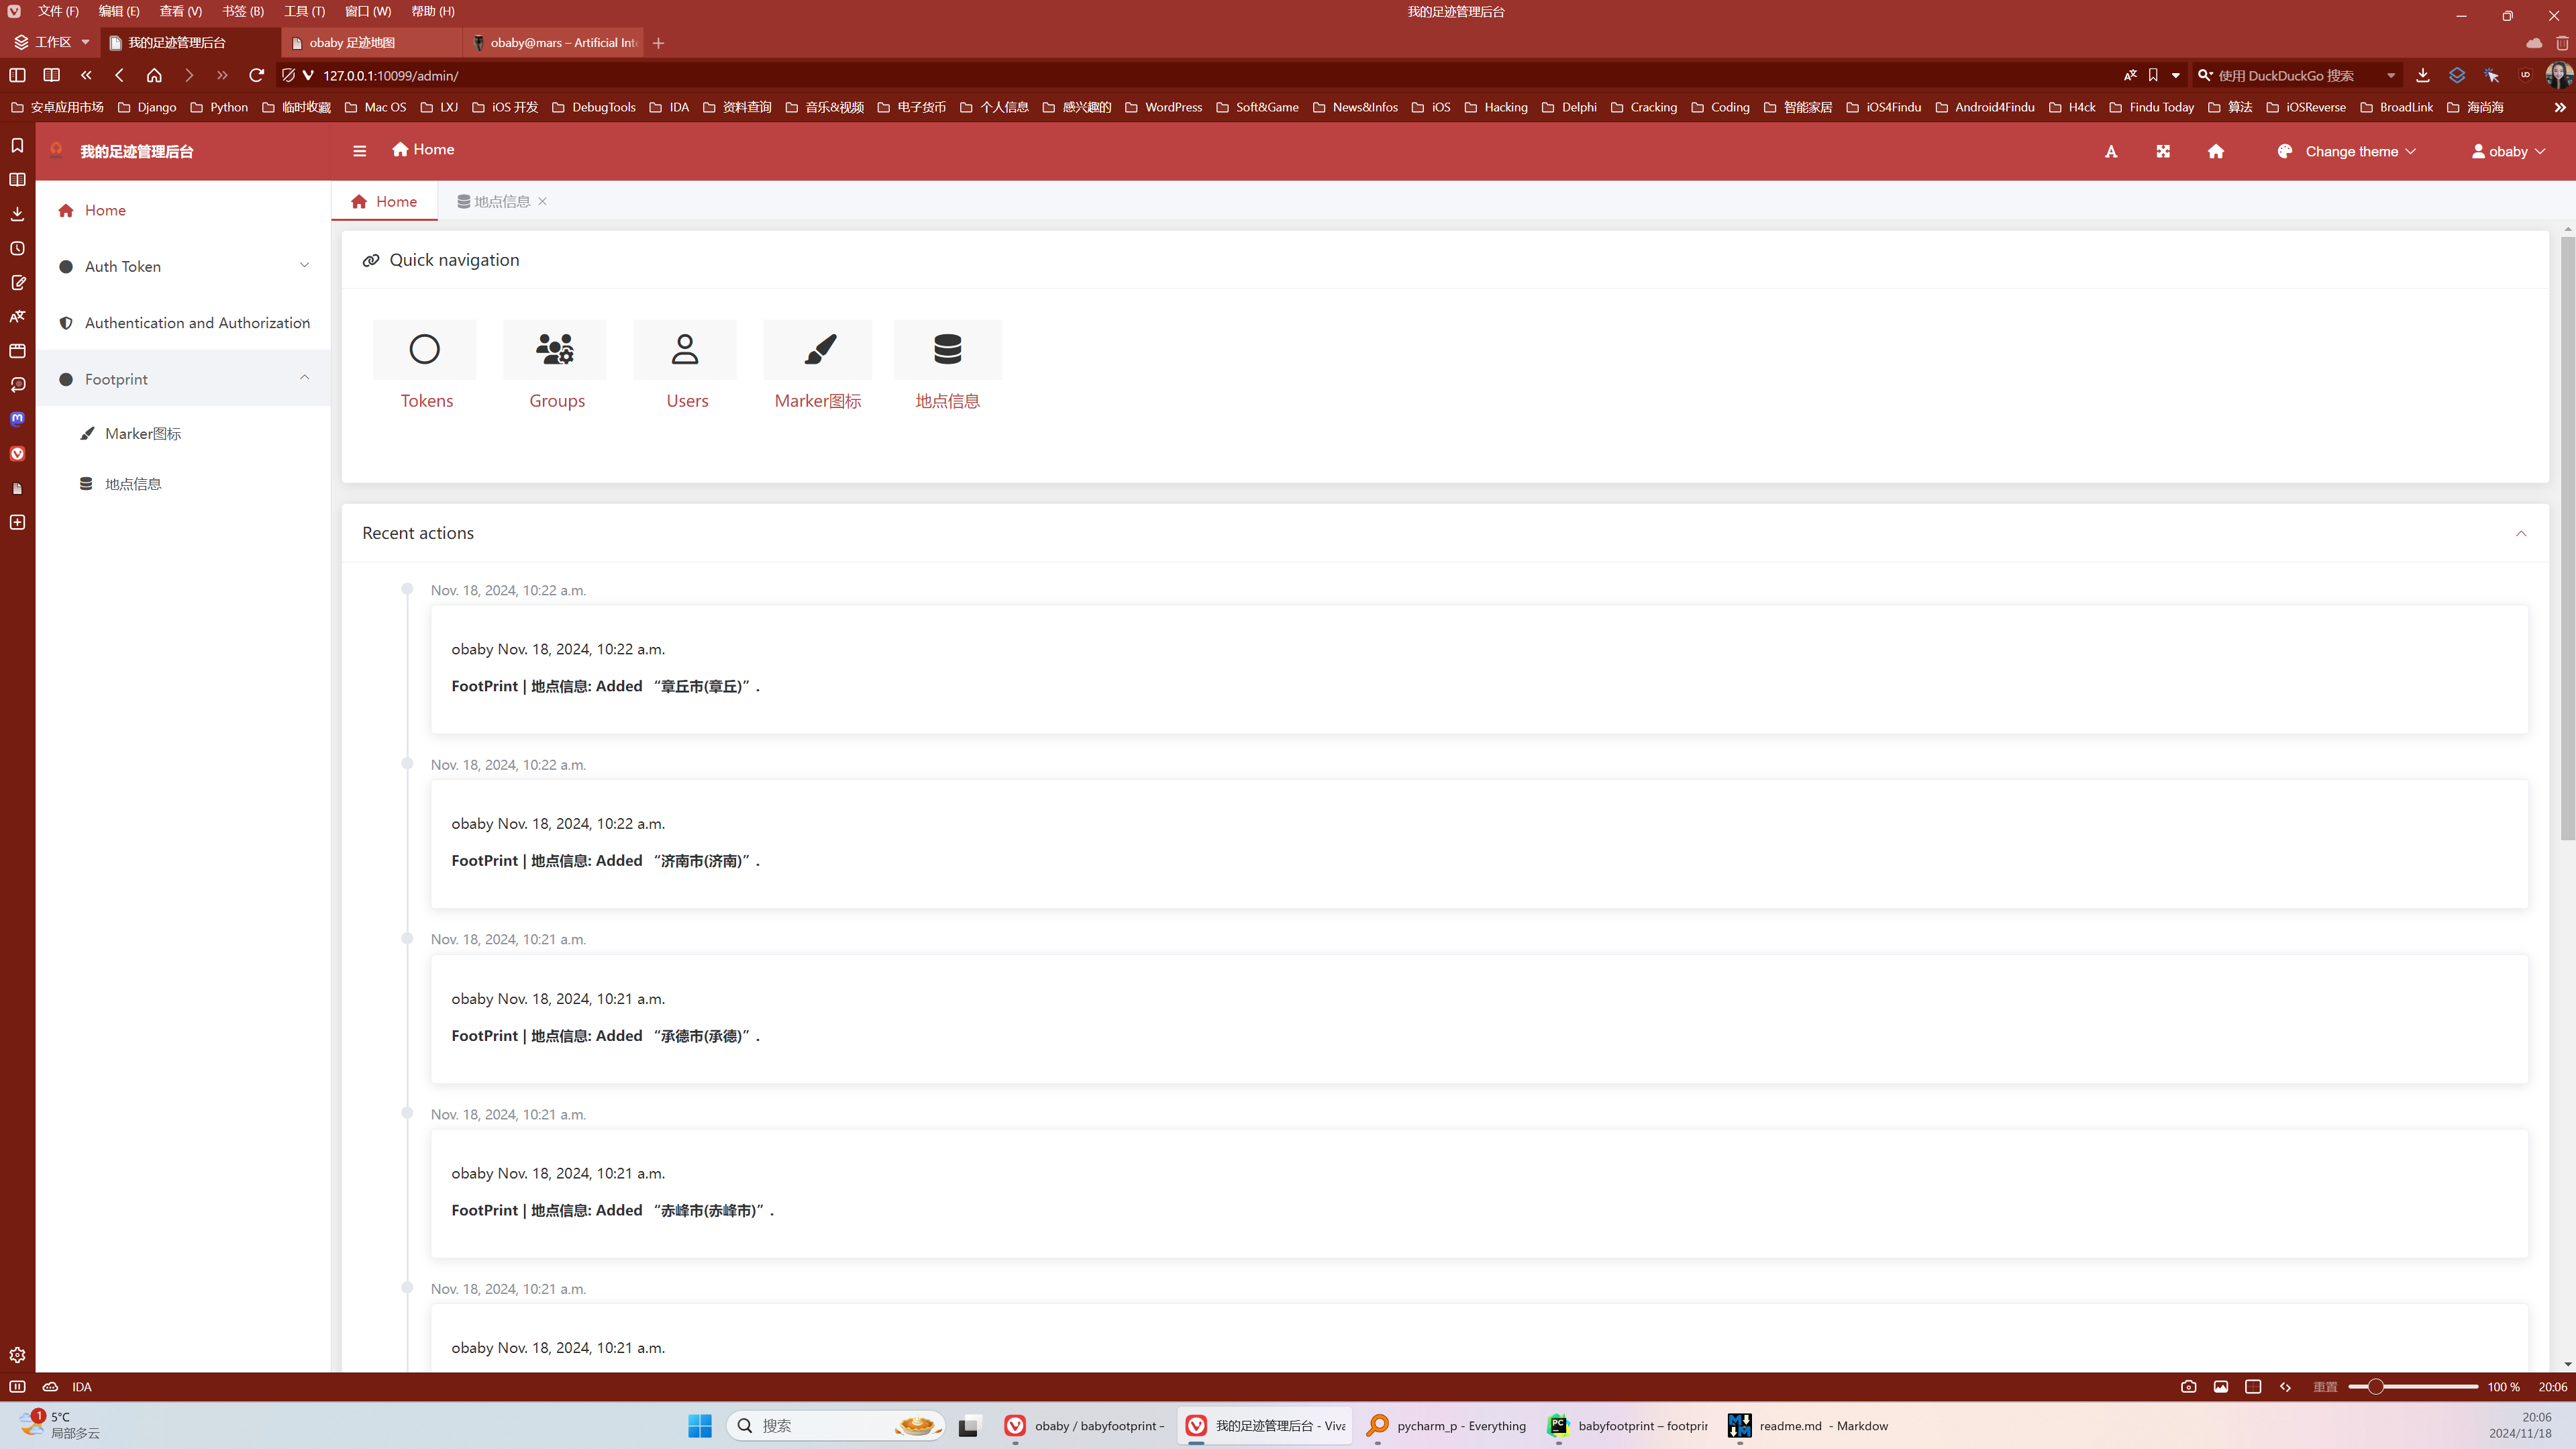 文件 (F) 编辑 (E) 查看 (V) 书签 (B) 工具 (T) 窗口 (W) 帮助 (H) 我的足迹管理后台
工作区 我的足迹管理后台 obaby 足迹地图 obaby@mars – Artificial Inte
127.0.0.1:10099/admin/ 使用 DuckDuckGo 搜索
安卓应用市场 Django Python 临时收藏 Mac OS LXJ iOS 开发 DebugTools IDA 资料查询 音乐&视频 电子货币 个人信息 感兴趣的 WordPress Soft&Game News&Infos iOS Hacking Delphi Cracking Coding 智能家居 iOS4Findu Android4Findu H4ck Findu Today 算法 iOSReverse BroadLink 海尚海
我的足迹管理后台 Home Change theme obaby
Home
Auth Token
Authentication and Authorization
Footprint
Marker图标
地点信息
Home 地点信息
Quick navigation
Tokens Groups Users Marker图标 地点信息
Recent actions
Nov. 18, 2024, 10:22 a.m.
obaby Nov. 18, 2024, 10:22 a.m.
FootPrint | 地点信息: Added “章丘市(章丘)” .
Nov. 18, 2024, 10:22 a.m.
obaby Nov. 18, 2024, 10:22 a.m.
FootPrint | 地点信息: Added “济南市(济南)” .
Nov. 18, 2024, 10:21 a.m.
obaby Nov. 18, 2024, 10:21 a.m.
FootPrint | 地点信息: Added “承德市(承德)” .
Nov. 18, 2024, 10:21 a.m.
obaby Nov. 18, 2024, 10:21 a.m.
FootPrint | 地点信息: Added “赤峰市(赤峰市)” .
Nov. 18, 2024, 10:21 a.m.
obaby Nov. 18, 2024, 10:21 a.m.
IDA 重置 100 % 20:06
1 5°C
局部多云
搜索 obaby / babyfootprint – 我的足迹管理后台 - Viva pycharm_p - Everything babyfootprint – footprin readme.md - Markdow
20:06
2024/11/18